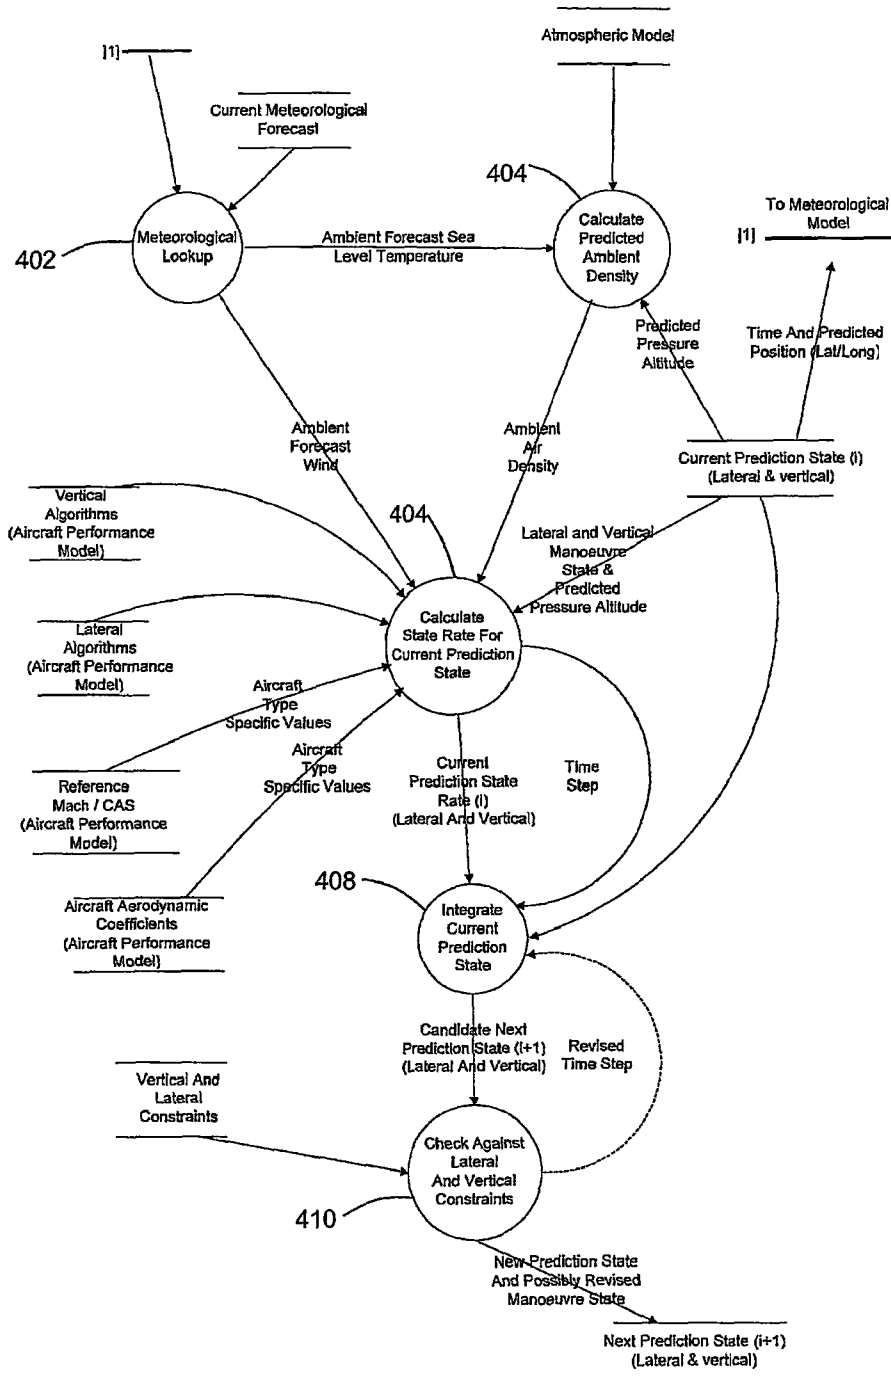 Atmospheric Model
[1]
Current Meteorological
Forecast
404
To Meteorological
Model
[1]
402
Meteorological
Lookup
Ambient Forecast Sea
Level Temperature
Calculate
Predicted
Ambient
Density
Predicted
Pressure
Altitude
Time And Predicted
Position (Lat/Long)
Ambient
Forecast
Wind
Ambient
Air
Density
Current Prediction State (i)
(Lateral & vertical)
Vertical
Algorithms
(Aircraft Performance
Model)
404
Lateral and Vertical
Manoeuvre
State &
Predicted
Pressure Altitude
Lateral
Algorithms
(Aircraft Performance
Model)
Calculate
State Rate For
Current Prediction
State
Aircraft
Type
Specific Values
Aircraft
Type
Specific Values
Reference
Mach / CAS
(Aircraft Performance
Model)
Current
Prediction State
Rate (i)
(Lateral And Vertical)
Time
Step
Aircraft Aerodynamic
Coefficients
(Aircraft Performance
Model)
408
Integrate
Current
Prediction
State
Candidate Next
Prediction State (i+1)
(Lateral And Vertical)
Revised
Time Step
Vertical And
Lateral
Constraints
Check Against
Lateral
And Vertical
Constraints
410
New Prediction State
And Possibly Revised
Manoeuvre State
Next Prediction State (i+1)
(Lateral & vertical)